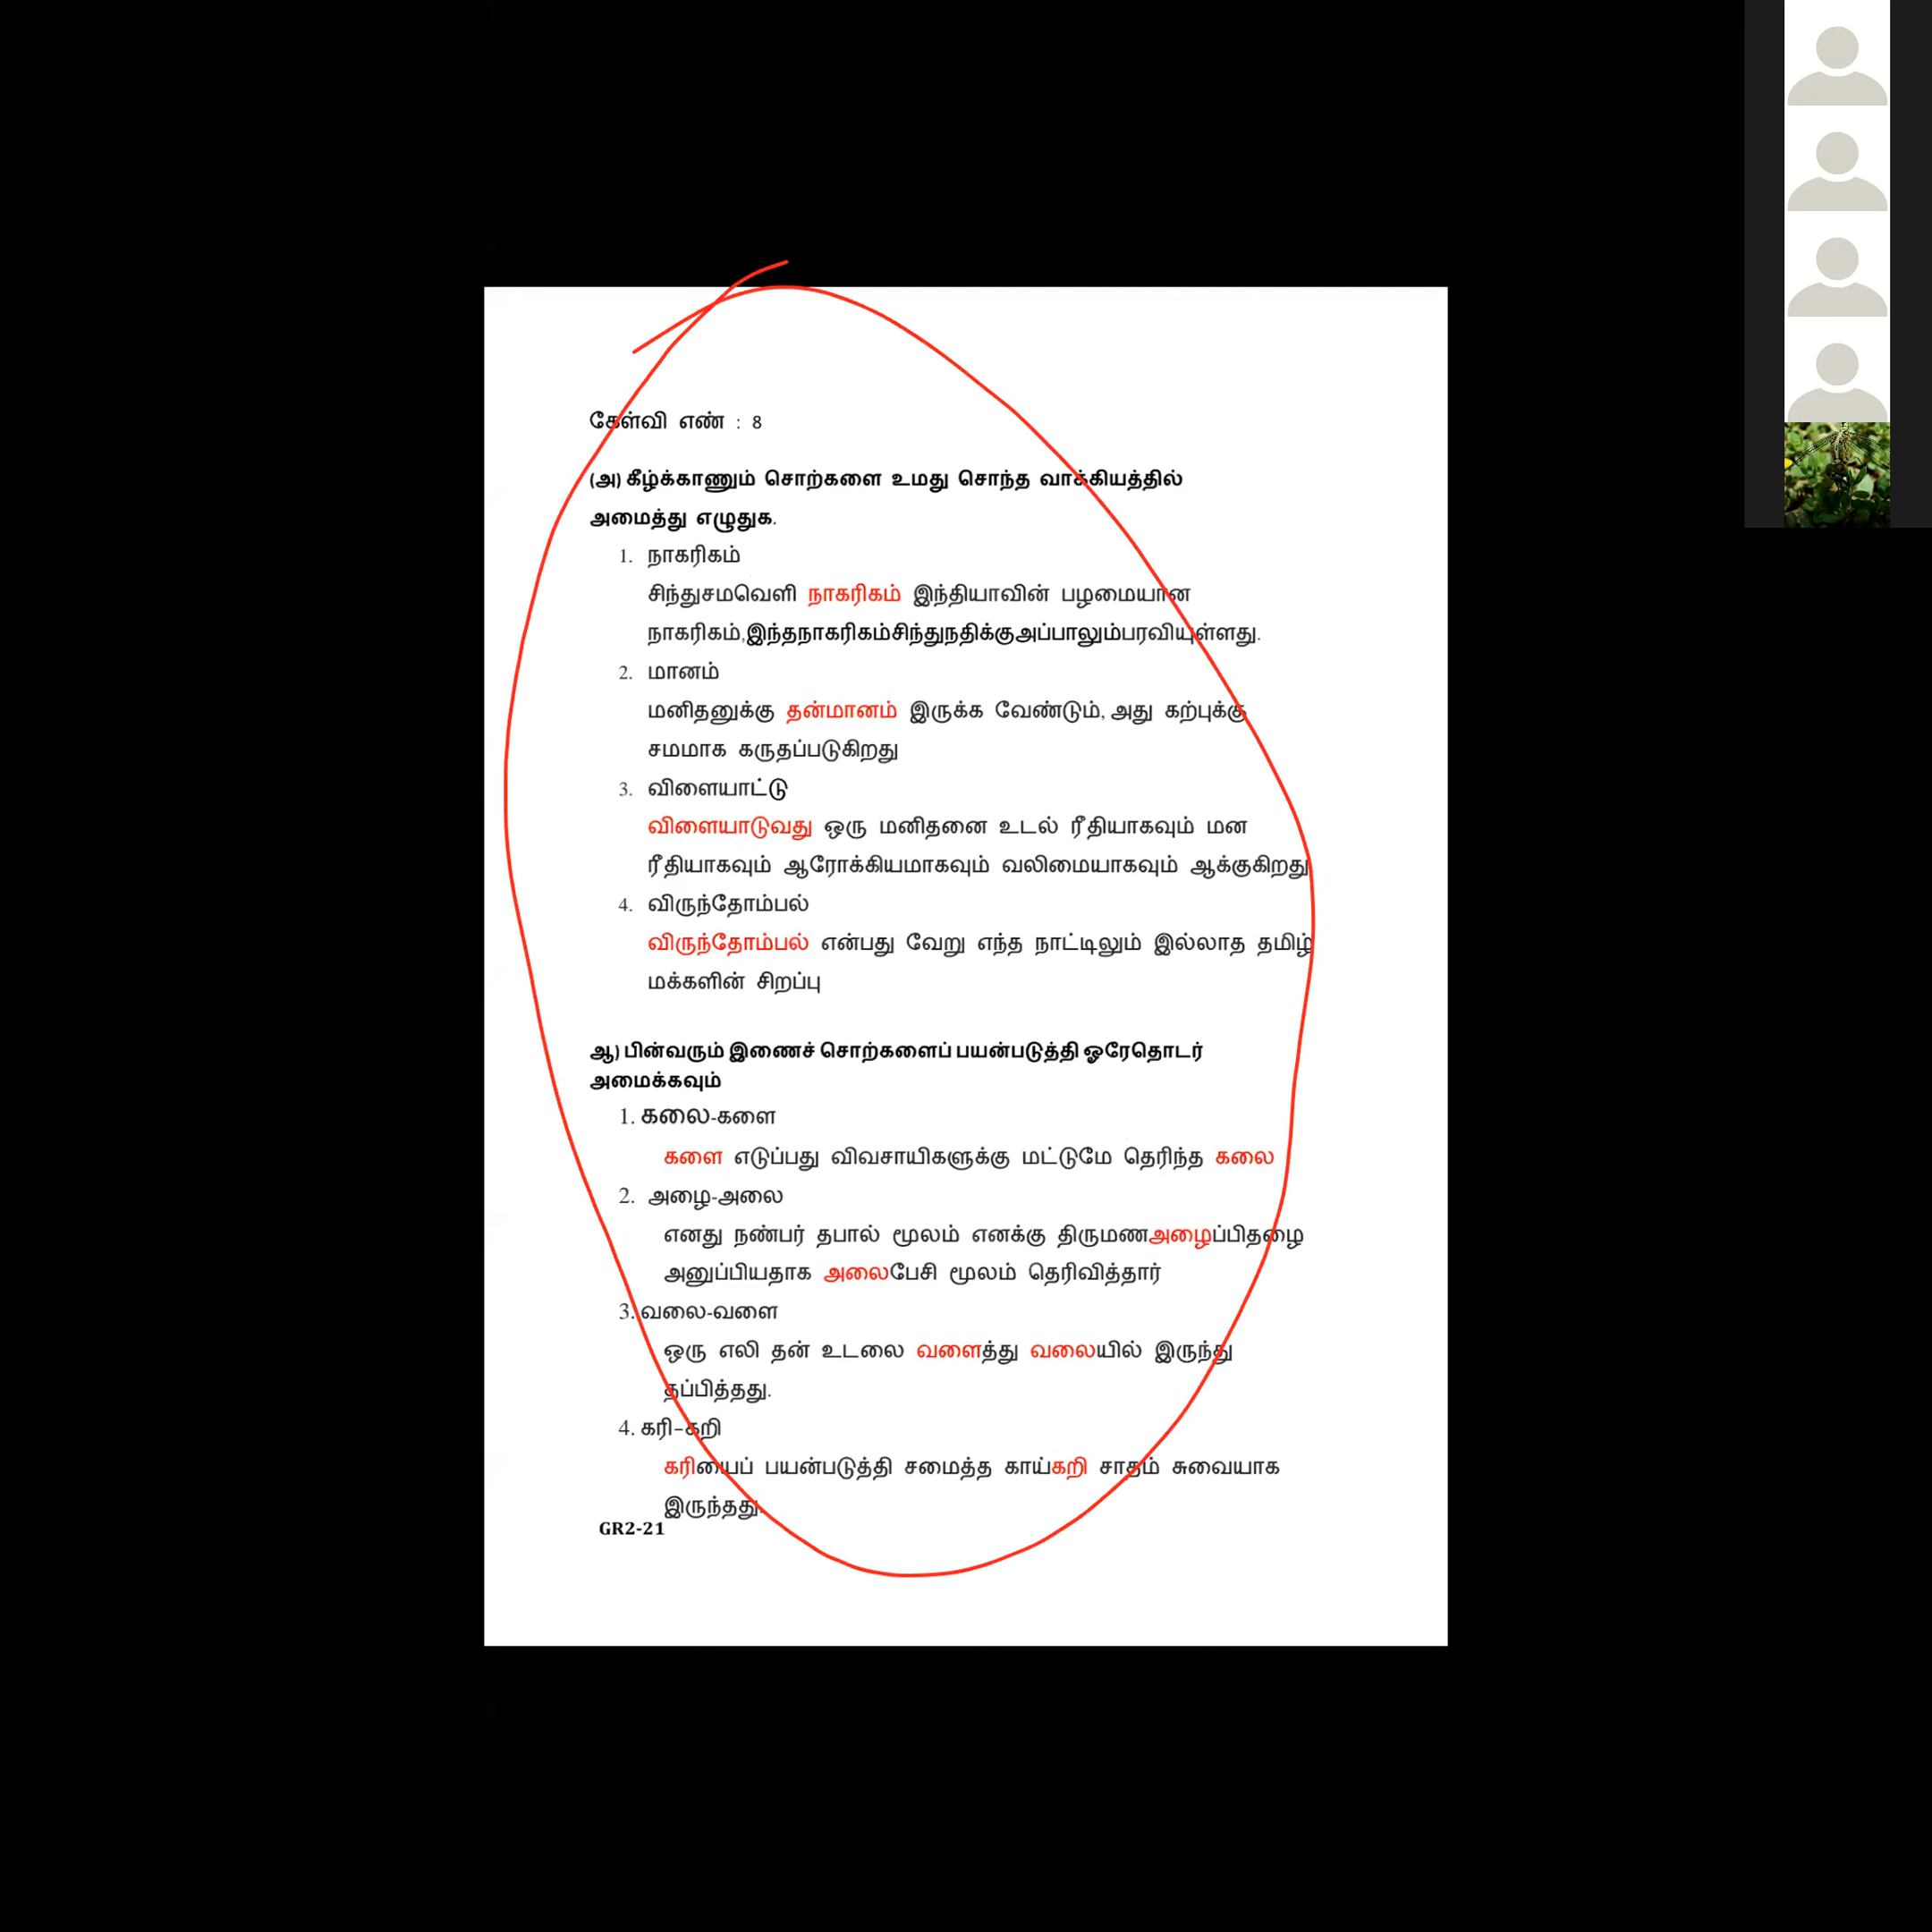 கேள்வி எண் : 8
(அ) கீழ்க்காணும் சொற்களை உமது சொந்த வாக்கியத்தில்
அமைத்து எழுதுக.
1. நாகரிகம்
சிந்துசமவெளி நாகரிகம் இந்தியாவின் பழமையான
நாகரிகம்,இந்தநாகரிகம்சிந்துநதிக்குஅப்பாலும்பரவியுள்ளது.
2. மானம்
மனிதனுக்கு தன்மானம் இருக்க வேண்டும், அது கற்புக்கு
சமமாக கருதப்படுகிறது
3. விளையாட்டு
விளையாடுவது ஒரு மனிதனை உடல் ரீதியாகவும் மன
ரீதியாகவும் ஆரோக்கியமாகவும் வலிமையாகவும் ஆக்குகிறது
4. விருந்தோம்பல்
விருந்தோம்பல் என்பது வேறு எந்த நாட்டிலும் இல்லாத தமிழ்
மக்களின் சிறப்பு
ஆ) பின்வரும் இணைச் சொற்களைப் பயன்படுத்தி ஓரேதொடர்
அமைக்கவும்
1. கலை-களை
களை எடுப்பது விவசாயிகளுக்கு மட்டுமே தெரிந்த கலை
2. அழை-அலை
எனது நண்பர் தபால் மூலம் எனக்கு திருமணஅழைப்பிதழை
அனுப்பியதாக அலைபேசி மூலம் தெரிவித்தார்
3. வலை-வளை
ஒரு எலி தன் உடலை வளைத்து வலையில் இருந்து
தப்பித்தது.
4. கரி-கறி
கரியைப் பயன்படுத்தி சமைத்த காய்கறி சாதம் சுவையாக
இருந்தது.
GR2-21